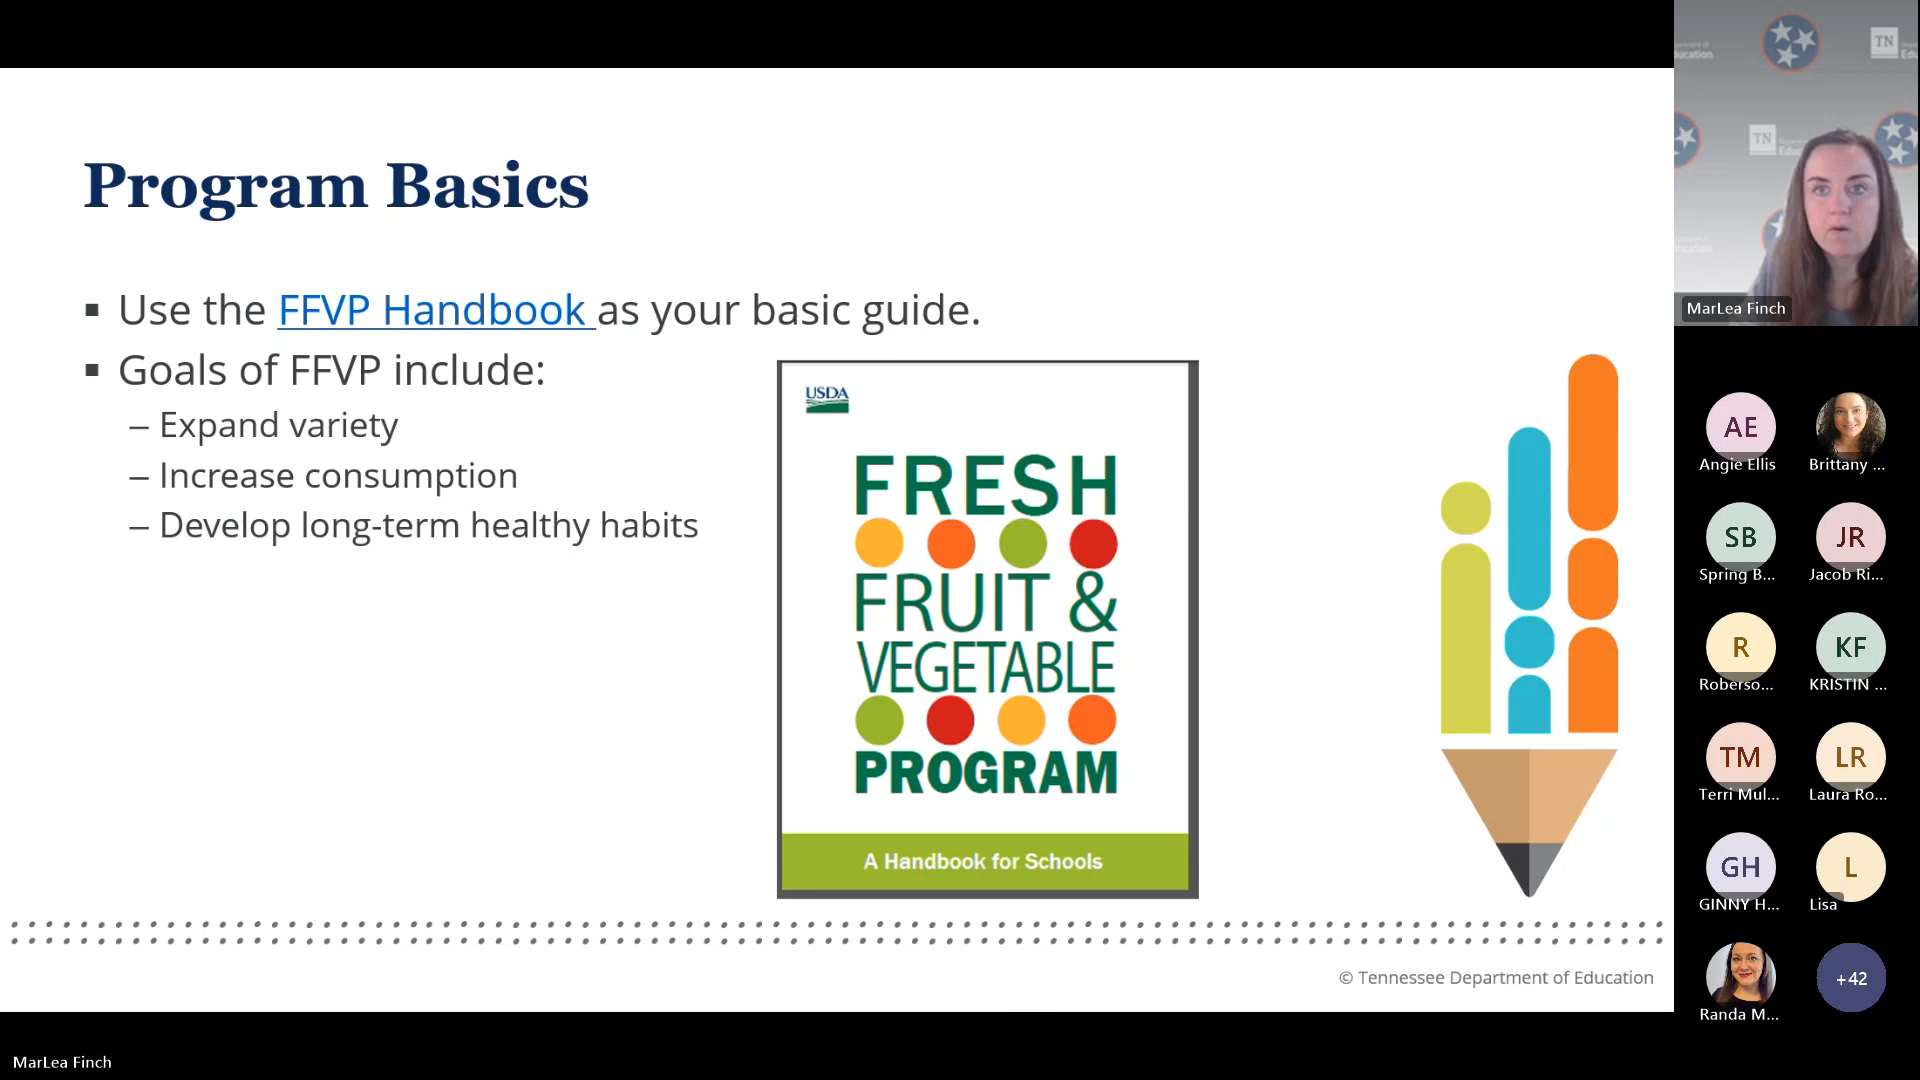 Program Basics
▪ Use the FFVP Handbook as your basic guide.
▪ Goals of FFVP include:
– Expand variety
– Increase consumption
– Develop long-term healthy habits
USDA
FRESH
FRUIT &
VEGETABLE
PROGRAM
A Handbook for Schools
© Tennessee Department of Education
MarLea Finch
TN
TN
MarLea Finch
AE
Angie Ellis
Brittany ...
SB
Spring B...
JR
Jacob Ri...
R
Roberso...
KF
KRISTIN ...
TM
Terri Mul...
LR
Laura Ro...
GH
GINNY H...
L
Lisa
Randa M...
+42